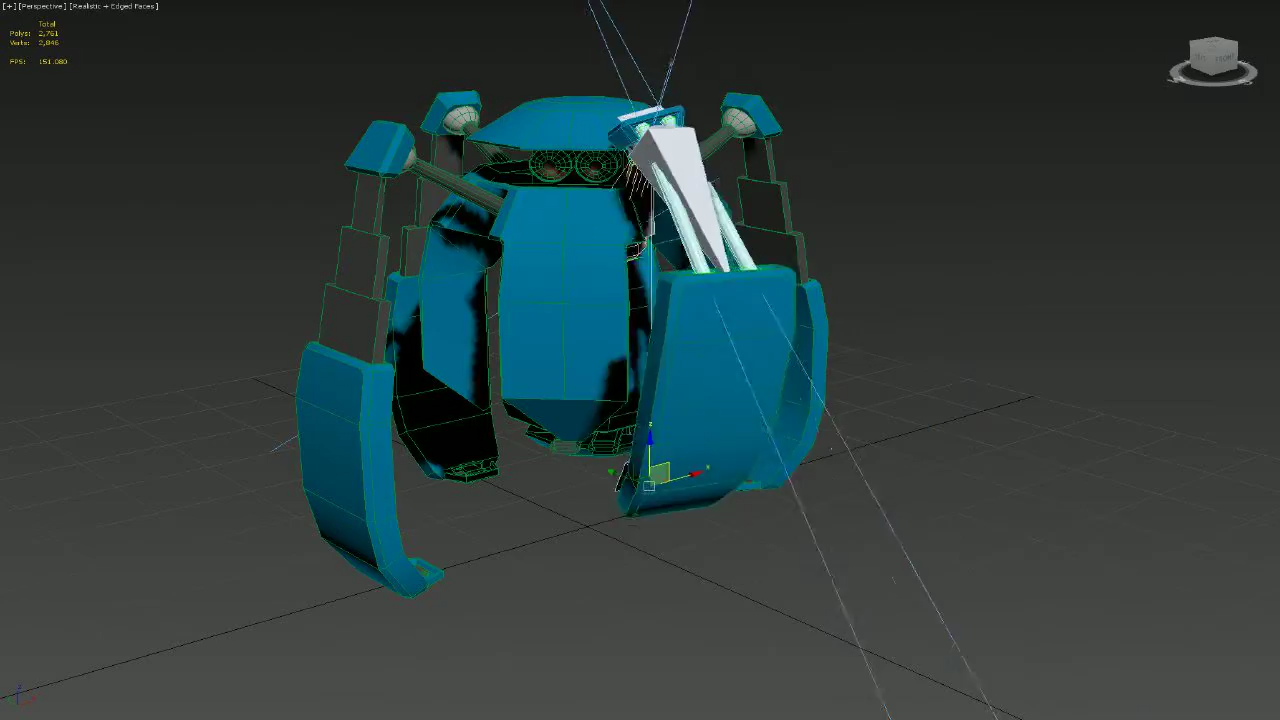 [+] [Perspective] [Realistic + Edged Faces]
Total
Polys: 2,761
Verts: 2,846
FPS: 151.080